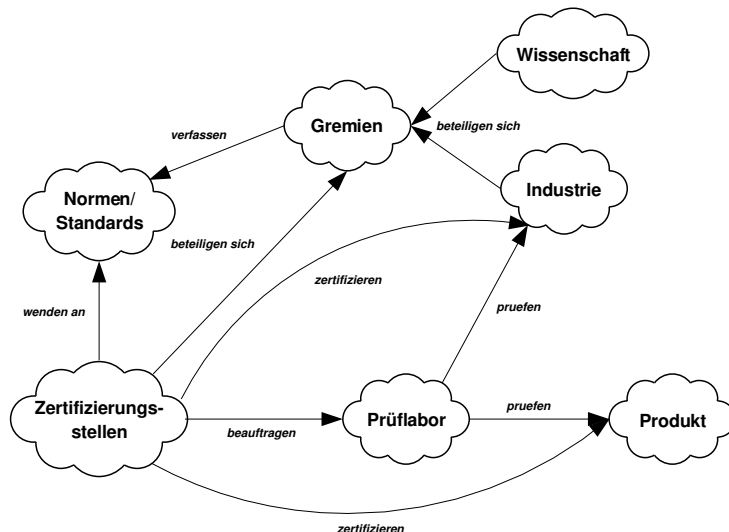 Wissenschaft
Gremien
beteiligen sich
verfassen
Industrie
Normen/
Standards
beteiligen sich
zertifizieren
wenden an
pruefen
Zertifizierungs-
stellen
beauftragen
Prüflabor
pruefen
Produkt
zertifizieren